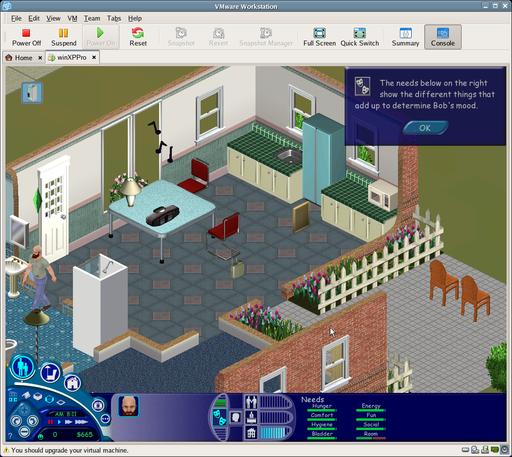 VMware Workstation
File Edit View VM Team Tabs Help
Power Off Suspend Power On Reset Snapshot Revert Snapshot Manager Full Screen Quick Switch Summary Console
Home winXPPro
The needs below on the right
show the different things that
add up to determine Bob's mood.
OK
Needs
Hunger Energy
Comfort Fun
Hygiene Social
Bladder Room
0 §665
You should upgrade your virtual machine.